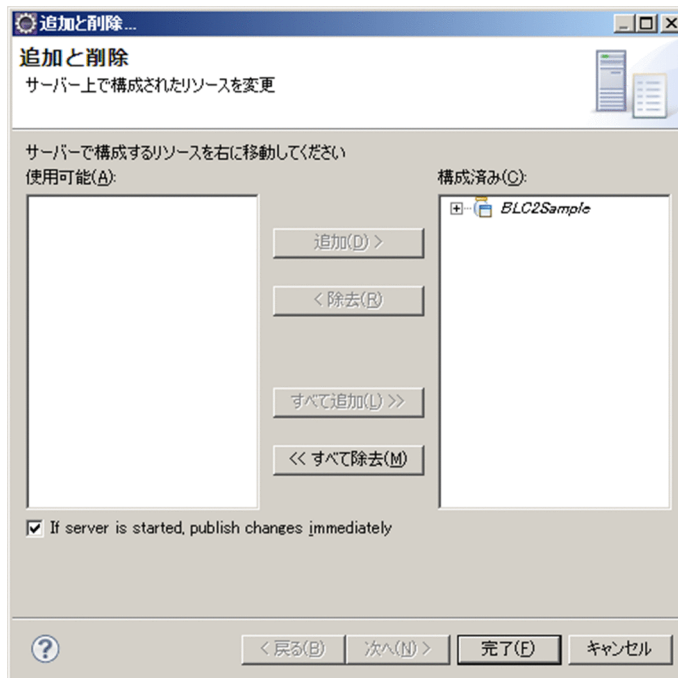 追加と削除...
追加と削除
サーバー上で構成されたリソースを変更
サーバーで構成するリソースを右に移動してください
使用可能(A):
構成済み(C):
BLC2Sample
追加(D) >
< 除去(R)
すべて追加(L) >>
<< すべて除去(M)
If server is started, publish changes immediately
?
< 戻る(B)
次へ(N) >
完了(F)
キャンセル